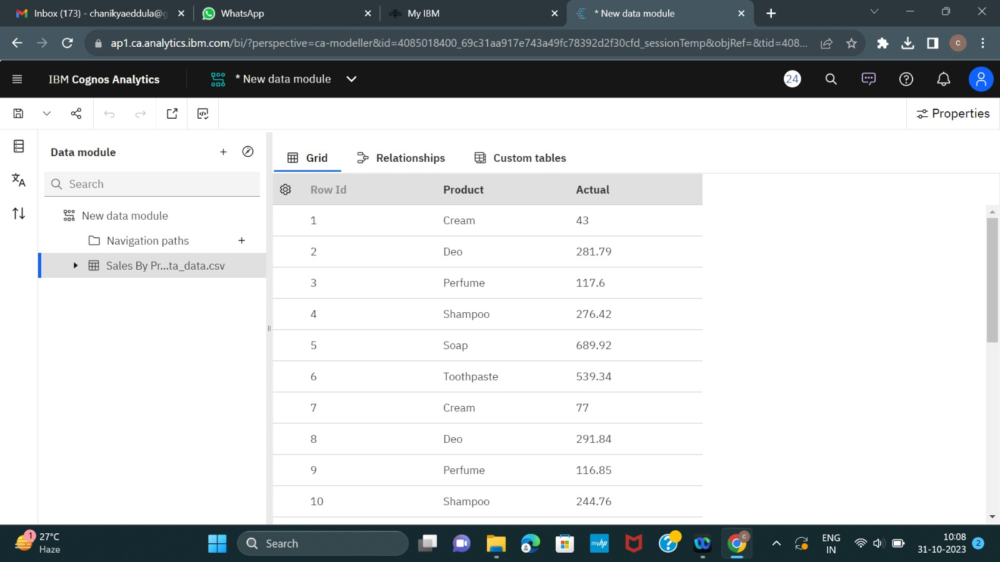 Inbox (173) - chanikyaeddula@g
WhatsApp
My IBM
* New data module
ap1.ca.analytics.ibm.com/bi/?perspective=ca-modeller&id=4085018400_69c31aa917e743a49fc78392d2f30cfd_sessionTemp&objRef=&tid=408...
C
IBM Cognos Analytics
* New data module
24
Properties
Data module
Search
New data module
Navigation paths
Sales By Pr...ta_data.csv
Grid
Relationships
Custom tables
Row Id Product Actual
1 Cream 43
2 Deo 281.79
3 Perfume 117.6
4 Shampoo 276.42
5 Soap 689.92
6 Toothpaste 539.34
7 Cream 77
8 Deo 291.84
9 Perfume 116.85
10 Shampoo 244.76
1
27°C
Haze
Search
myhp
C
ENG
IN
10:08
31-10-2023
2